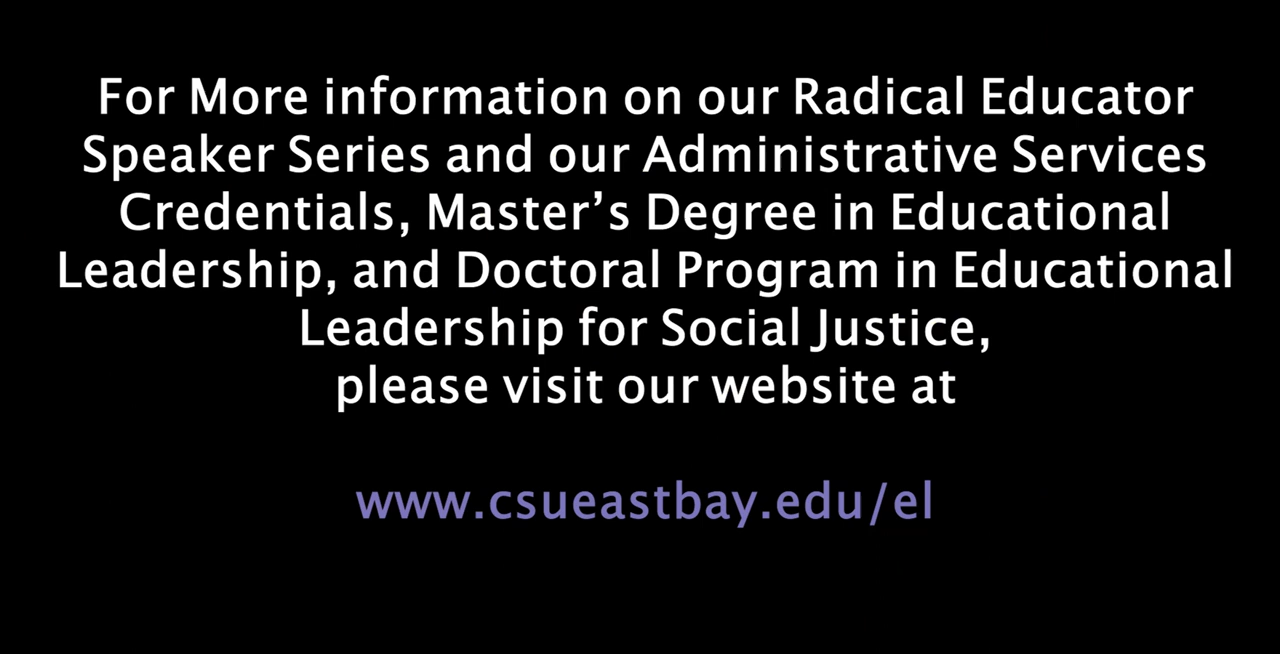 For More information on our Radical Educator
Speaker Series and our Administrative Services
Credentials, Master’s Degree in Educational
Leadership, and Doctoral Program in Educational
Leadership for Social Justice,
please visit our website at
www.csueastbay.edu/el